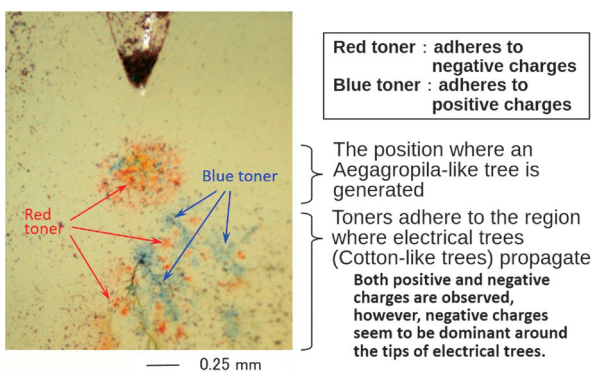 Red toner : adheres to
negative charges
Blue toner : adheres to
positive charges
The position where an
Aegagropila-like tree is
generated
Blue toner
Red
toner
Toners adhere to the region
where electrical trees
(Cotton-like trees) propagate
Both positive and negative
charges are observed,
however, negative charges
seem to be dominant around
the tips of electrical trees.
0.25 mm